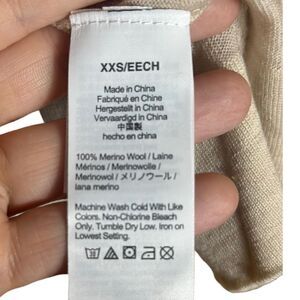 XXS/EECH
Made in China
Fabriqué en Chine
Hergestellt in China
Vervaardigd in China
中国製
hecho en china
100% Merino Wool / Laine
Mérinos / Merinowolle /
Merinowol / メリノウール /
lana merino
Machine Wash Cold With Like
Colors. Non-Chlorine Bleach
Only. Tumble Dry Low. Iron on
Lowest Setting.